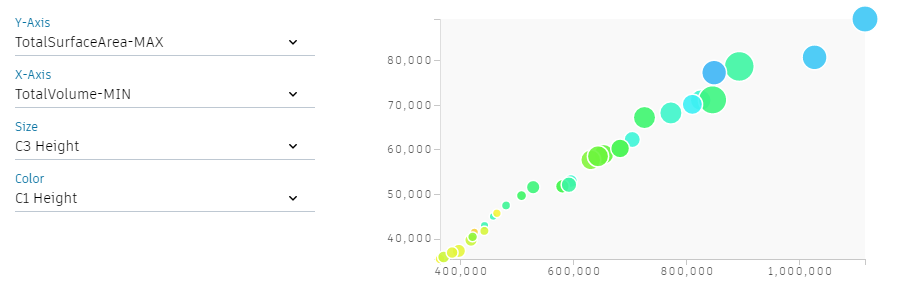 Y-Axis
TotalSurfaceArea-MAX
X-Axis
TotalVolume-MIN
Size
C3 Height
Color
C1 Height
80,000
70,000
60,000
50,000
40,000
400,000 600,000 800,000 1,000,000